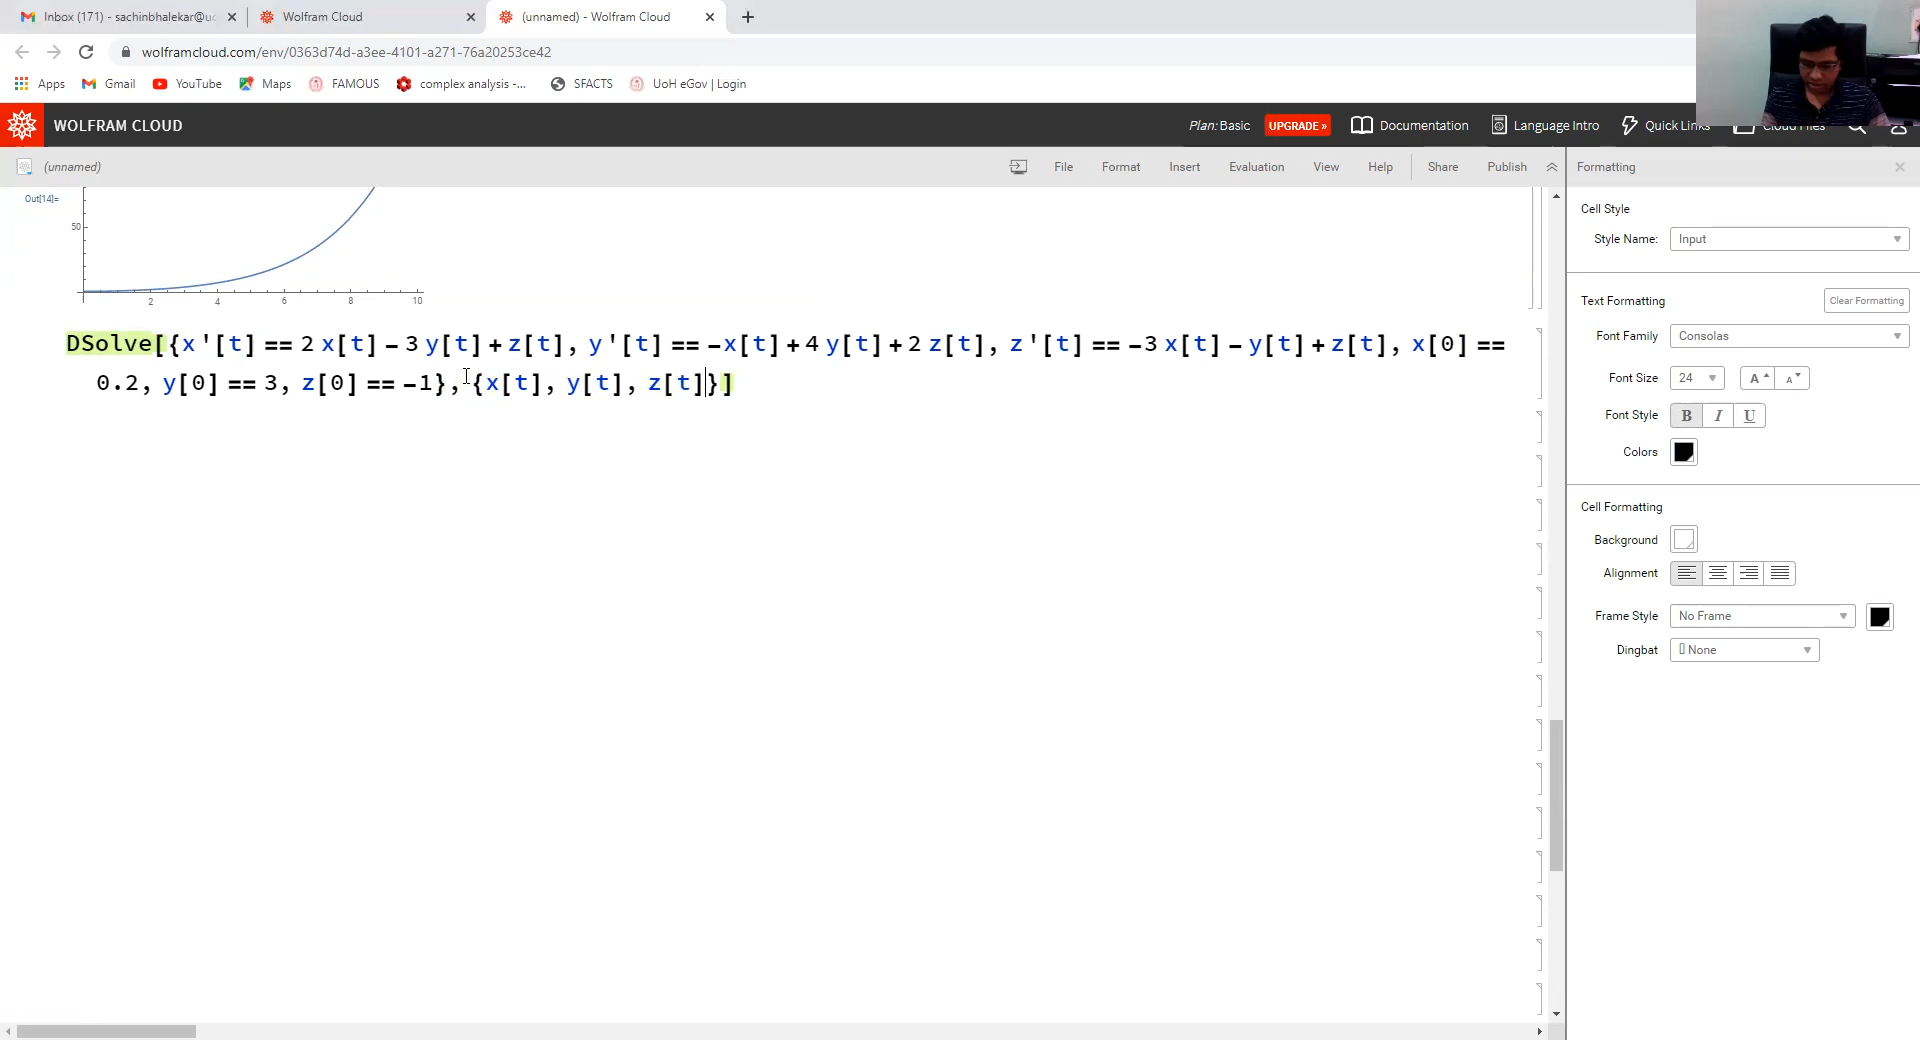 Inbox (171) - sachinbhalekar@u
Wolfram Cloud
(unnamed) - Wolfram Cloud
wolframcloud.com/env/0363d74d-a3ee-4101-a271-76a20253ce42
Apps Gmail YouTube Maps FAMOUS complex analysis -... SFACTS UoH eGov | Login
WOLFRAM CLOUD
Plan: Basic UPGRADE » Documentation Language Intro Quick Links Cloud Files
(unnamed)
File Format Insert Evaluation View Help Share Publish
Formatting
Out[14]=
50
2 4 6 8 10
DSolve[{x'[t] == 2 x[t] - 3 y[t] + z[t], y'[t] == -x[t] + 4 y[t] + 2 z[t], z'[t] == -3 x[t] - y[t] + z[t], x[0] ==
0.2, y[0] == 3, z[0] == -1}, {x[t], y[t], z[t]}]
Cell Style
Style Name: Input
Text Formatting Clear Formatting
Font Family Consolas
Font Size 24 A A
Font Style B I U
Colors
Cell Formatting
Background
Alignment
Frame Style No Frame
Dingbat None